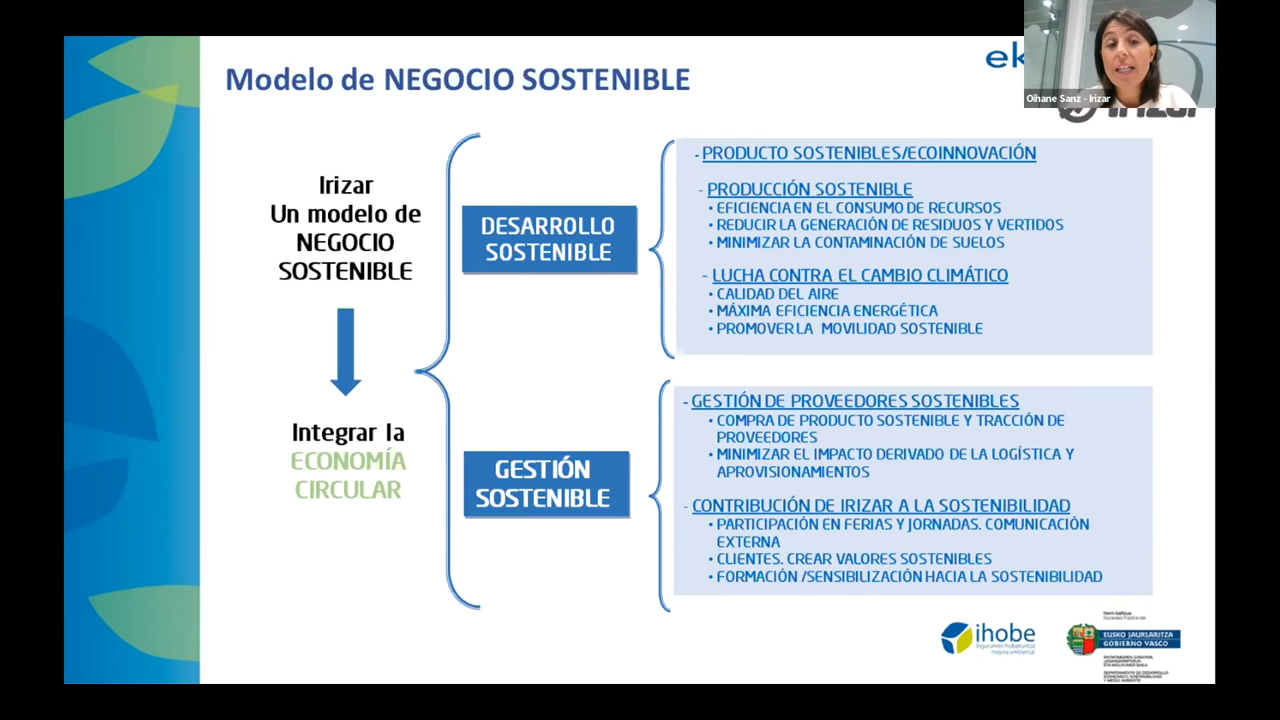 Modelo de NEGOCIO SOSTENIBLE
Oihane Sanz - Irizar
Irizar
Un modelo de
NEGOCIO
SOSTENIBLE
Integrar la
ECONOMÍA
CIRCULAR
DESARROLLO
SOSTENIBLE
- PRODUCTO SOSTENIBLES/ECOINNOVACIÓN
- PRODUCCIÓN SOSTENIBLE
• EFICIENCIA EN EL CONSUMO DE RECURSOS
• REDUCIR LA GENERACIÓN DE RESIDUOS Y VERTIDOS
• MINIMIZAR LA CONTAMINACIÓN DE SUELOS
- LUCHA CONTRA EL CAMBIO CLIMÁTICO
• CALIDAD DEL AIRE
• MÁXIMA EFICIENCIA ENERGÉTICA
• PROMOVER LA MOVILIDAD SOSTENIBLE
GESTIÓN
SOSTENIBLE
- GESTIÓN DE PROVEEDORES SOSTENIBLES
• COMPRA DE PRODUCTO SOSTENIBLE Y TRACCIÓN DE
PROVEEDORES
• MINIMIZAR EL IMPACTO DERIVADO DE LA LOGÍSTICA Y
APROVISIONAMIENTOS
- CONTRIBUCIÓN DE IRIZAR A LA SOSTENIBILIDAD
• PARTICIPACIÓN EN FERIAS Y JORNADAS. COMUNICACIÓN
EXTERNA
• CLIENTES. CREAR VALORES SOSTENIBLES
• FORMACIÓN /SENSIBILIZACIÓN HACIA LA SOSTENIBILIDAD
ihobe
EUSKO JAURLARITZA
GOBIERNO VASCO